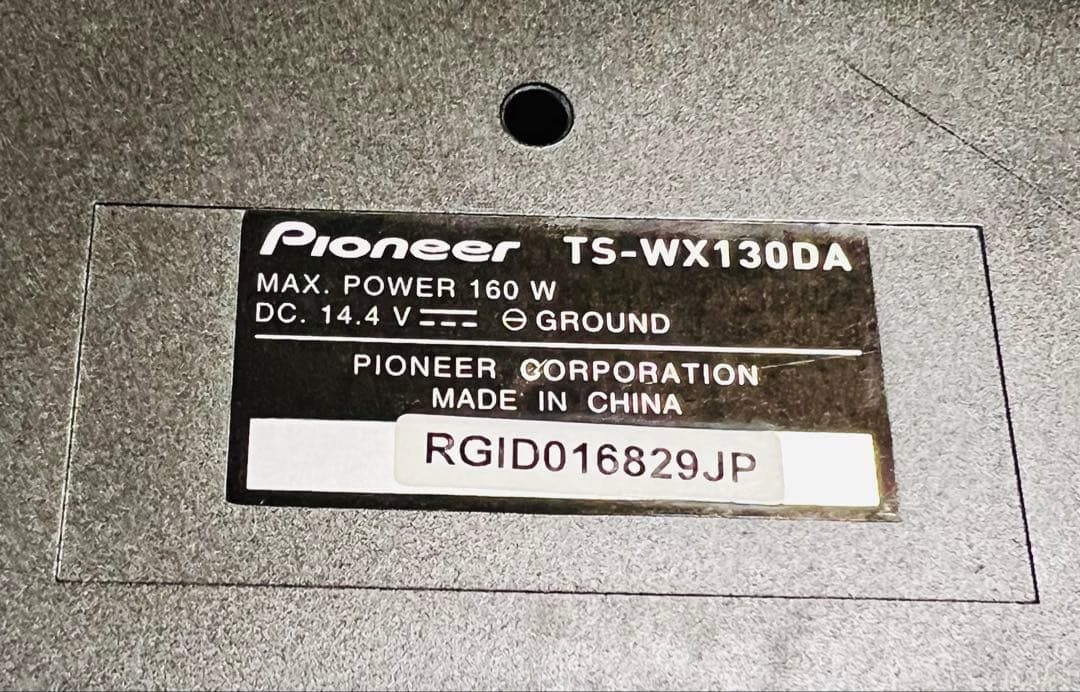 Pioneer TS-WX130DA
MAX. POWER 160 W
DC. 14.4 V ⎓ ⊖ GROUND
PIONEER CORPORATION
MADE IN CHINA
RGID016829JP